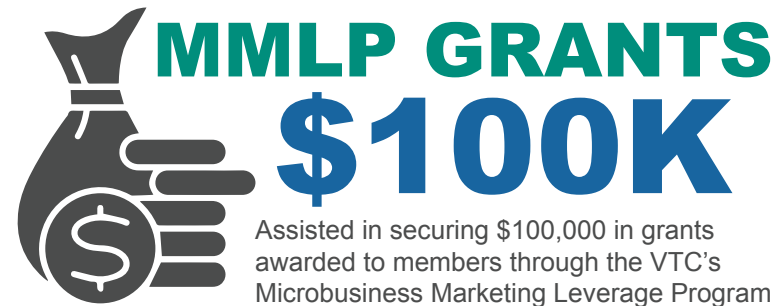 MMLP GRANTS
$100K
Assisted in securing $100,000 in grants
awarded to members through the VTC’s
Microbusiness Marketing Leverage Program
$